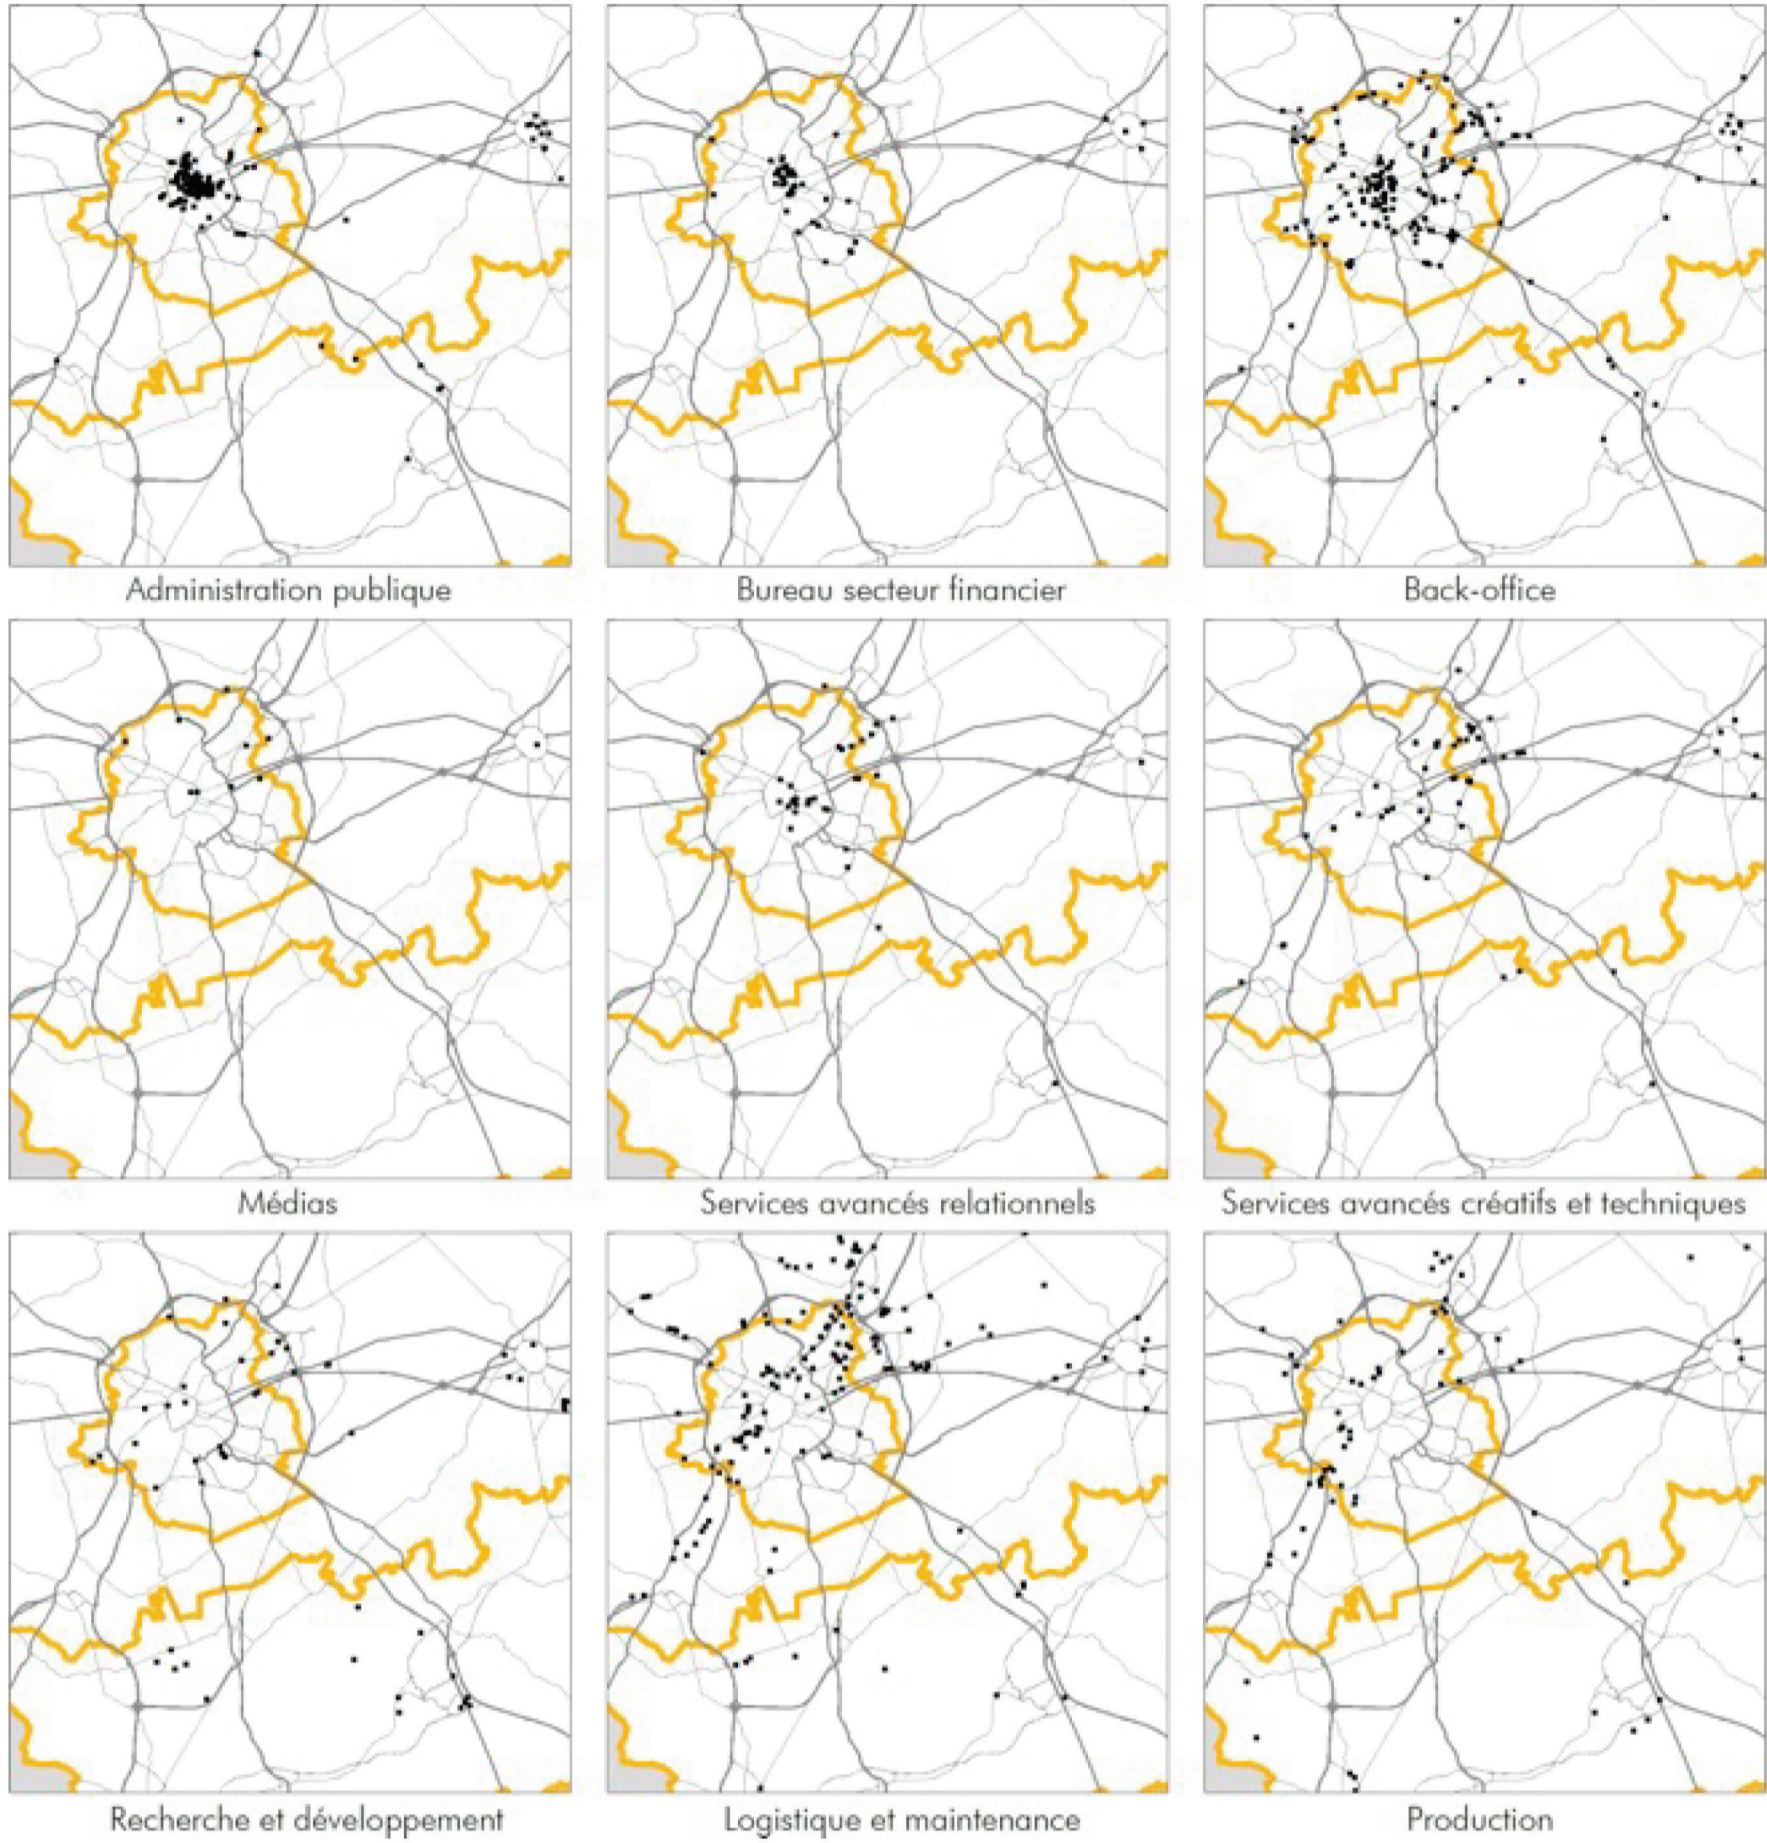 Administration publique
Bureau secteur financier
Back-office
Médias
Services avancés relationnels
Services avancés créatifs et techniques
Recherche et développement
Logistique et maintenance
Production